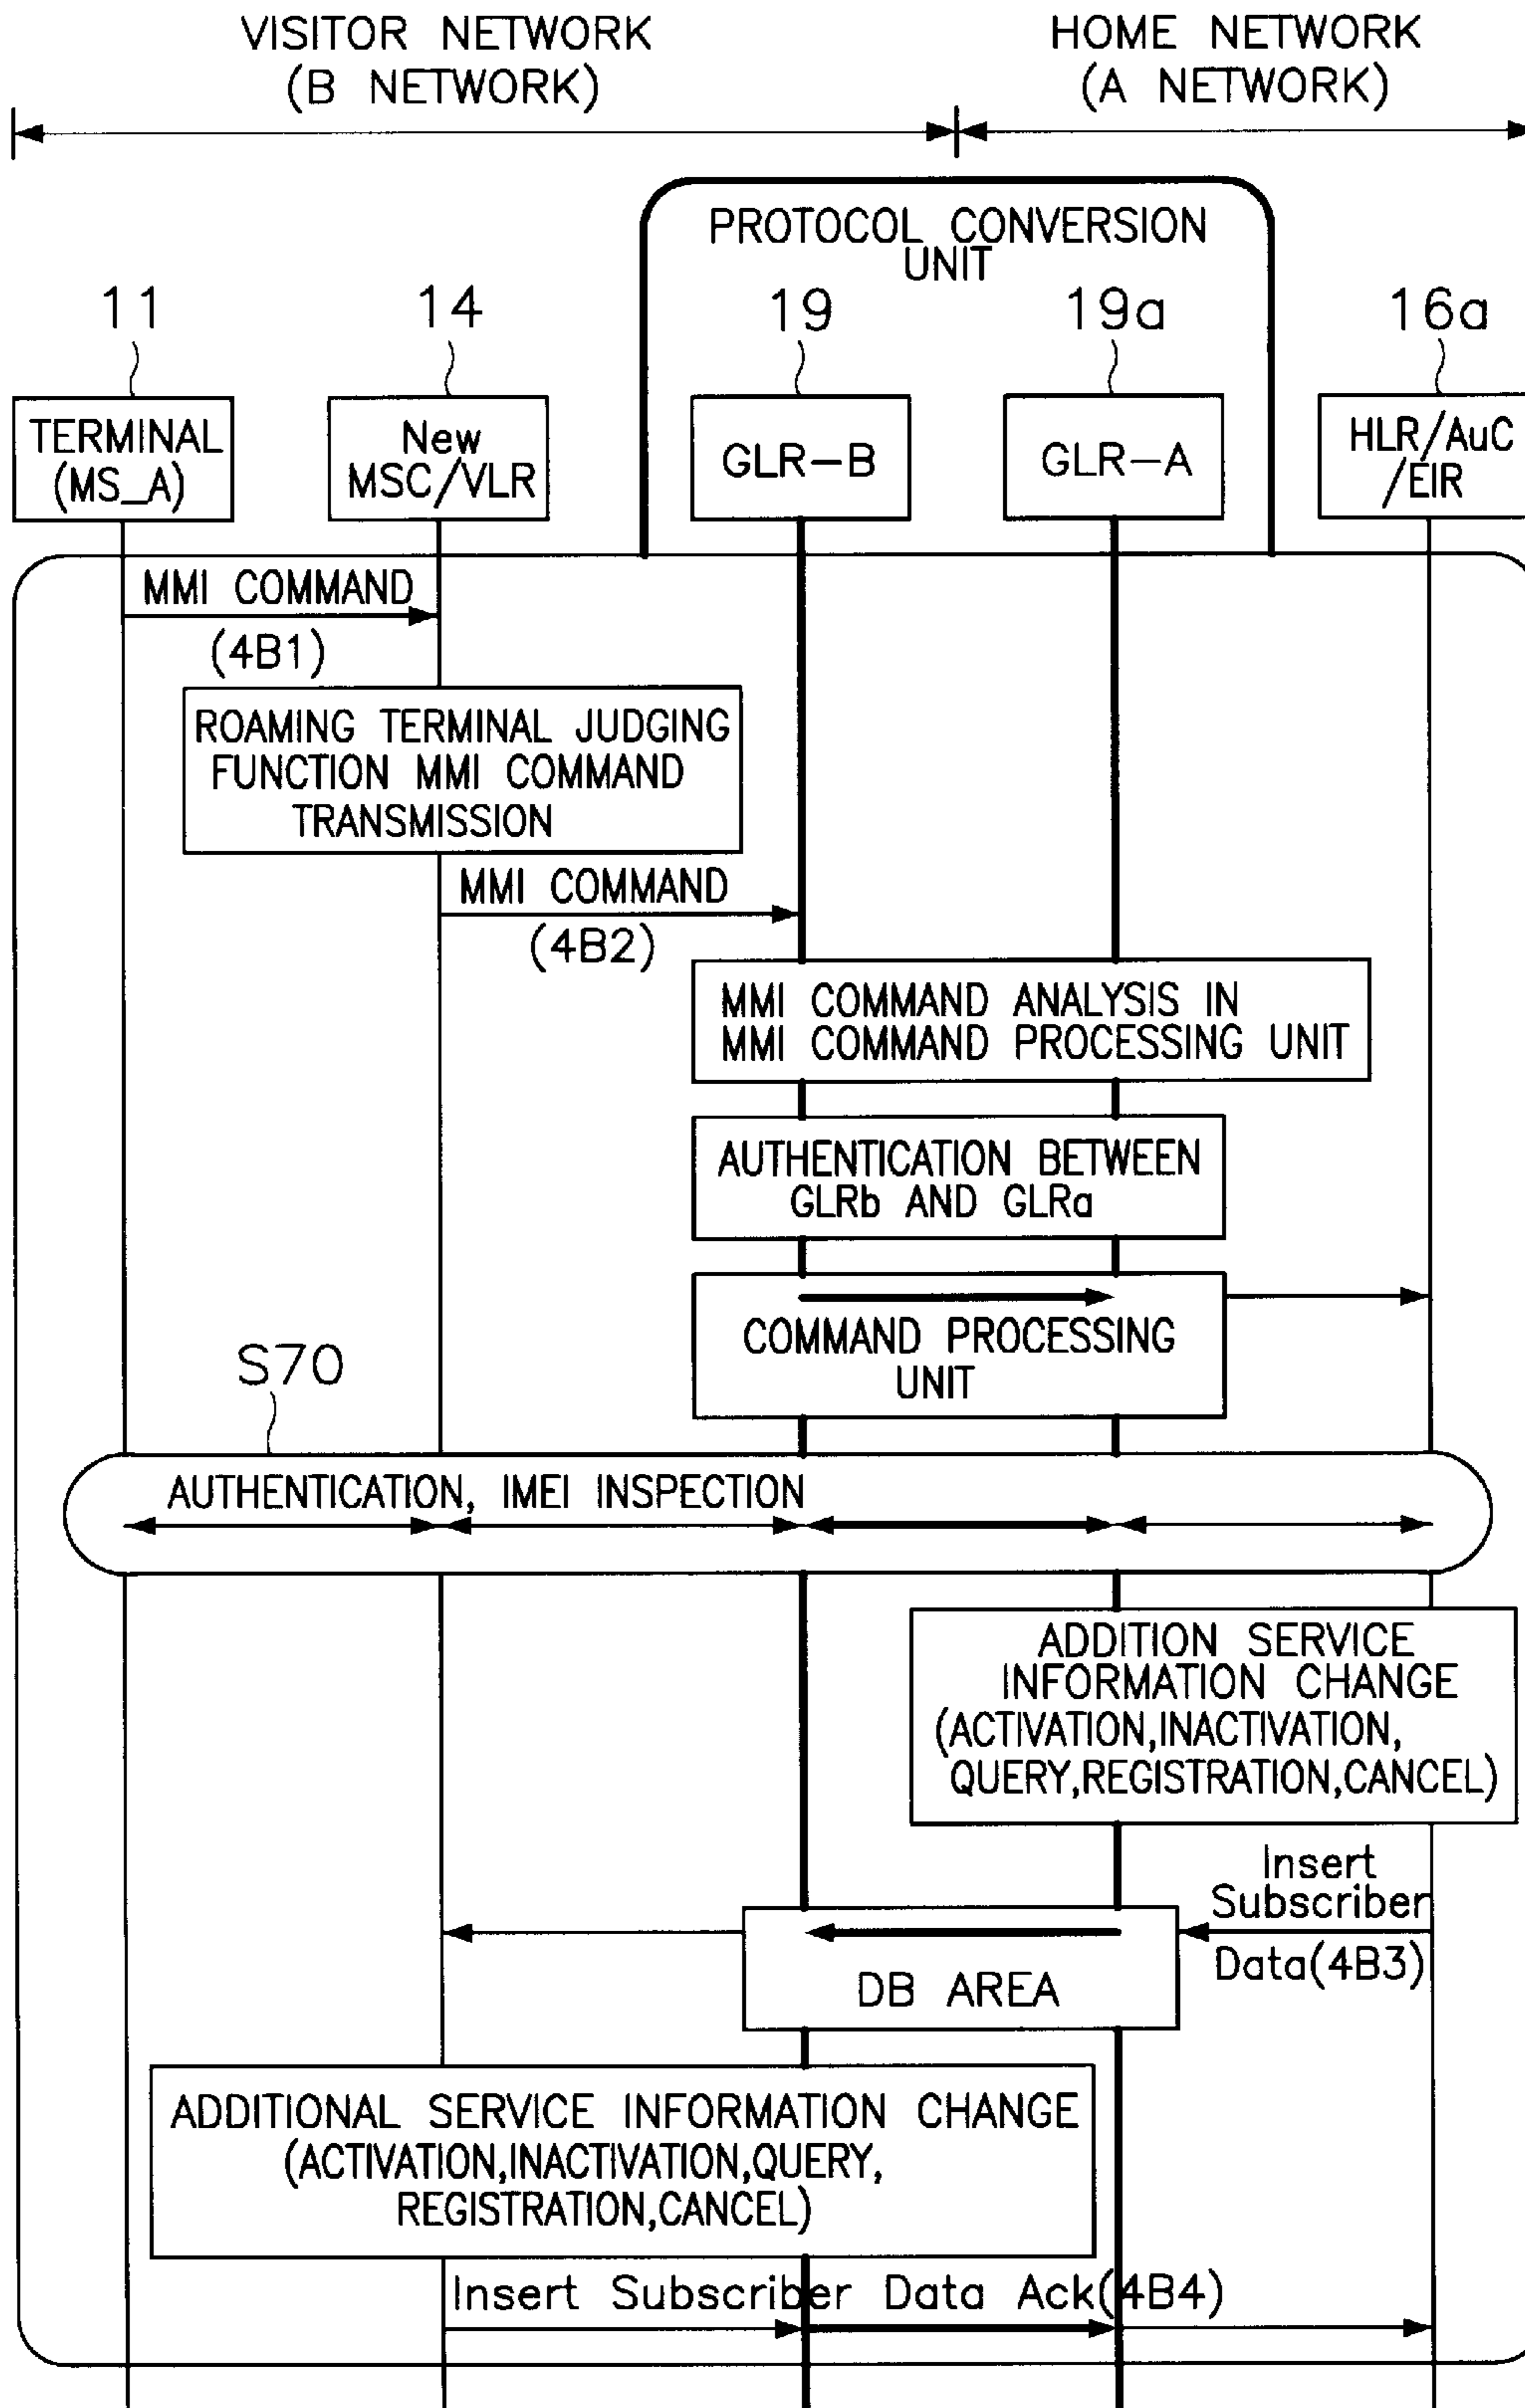 VISITOR NETWORK
(B NETWORK)
HOME NETWORK
(A NETWORK)
PROTOCOL CONVERSION
UNIT
11
14
19
19a
16a
TERMINAL
(MS_A)
New
MSC/VLR
GLR-B
GLR-A
HLR/AuC
/EIR
MMI COMMAND
(4B1)
ROAMING TERMINAL JUDGING
FUNCTION MMI COMMAND
TRANSMISSION
MMI COMMAND
(4B2)
MMI COMMAND ANALYSIS IN
MMI COMMAND PROCESSING UNIT
AUTHENTICATION BETWEEN
GLRb AND GLRa
COMMAND PROCESSING
UNIT
S70
AUTHENTICATION, IMEI INSPECTION
ADDITION SERVICE
INFORMATION CHANGE
(ACTIVATION,INACTIVATION,
QUERY,REGISTRATION,CANCEL)
Insert
Subscriber
Data(4B3)
DB AREA
ADDITIONAL SERVICE INFORMATION CHANGE
(ACTIVATION,INACTIVATION,QUERY,
REGISTRATION,CANCEL)
Insert Subscriber Data Ack(4B4)